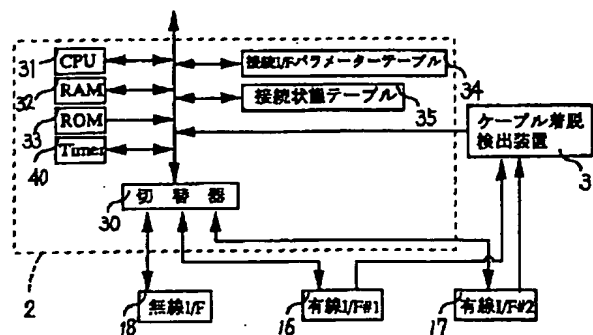 31 CPU
接続I/Fパラメーターテーブル 34
32 RAM
接続状態テーブル 35
33 ROM
ケーブル着脱
検出装置
3
40 Timer
30 切替器
2
18 無線I/F
16 有線I/F#1
17 有線I/F#2